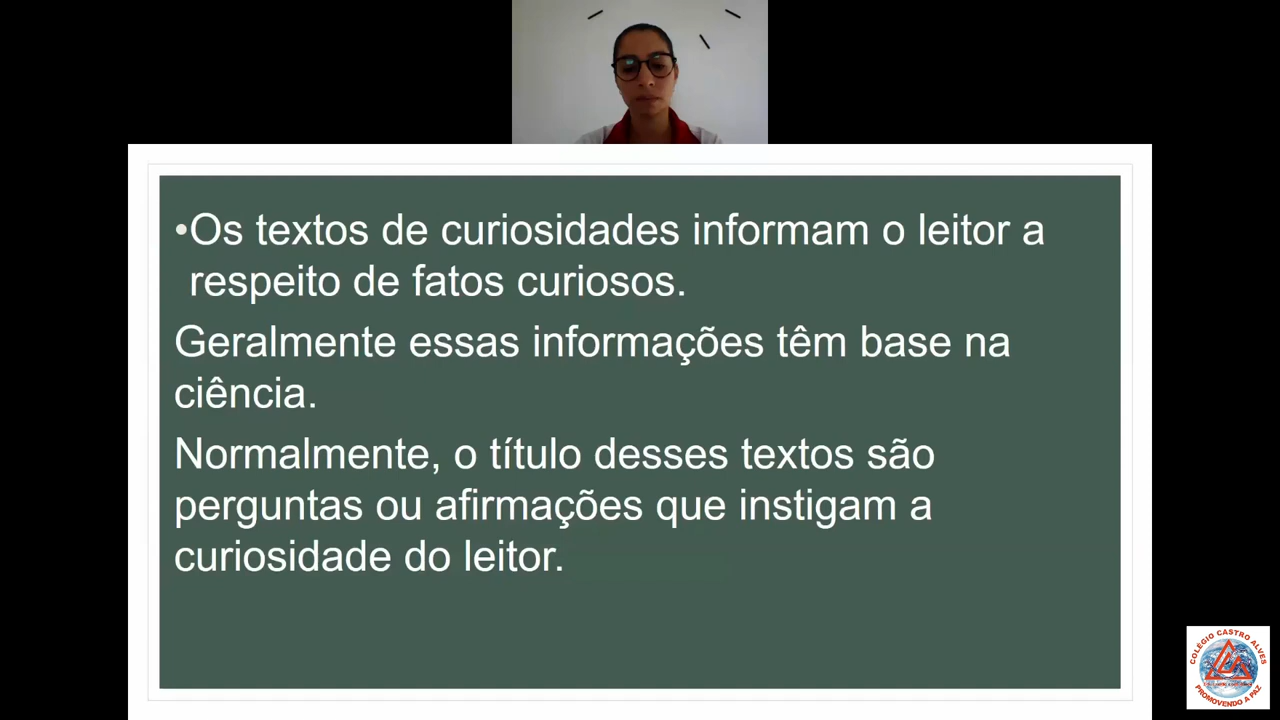 •Os textos de curiosidades informam o leitor a
respeito de fatos curiosos.
Geralmente essas informações têm base na
ciência.
Normalmente, o título desses textos são
perguntas ou afirmações que instigam a
curiosidade do leitor.
COLÉGIO CASTRO ALVES
PROMOVENDO A PAZ